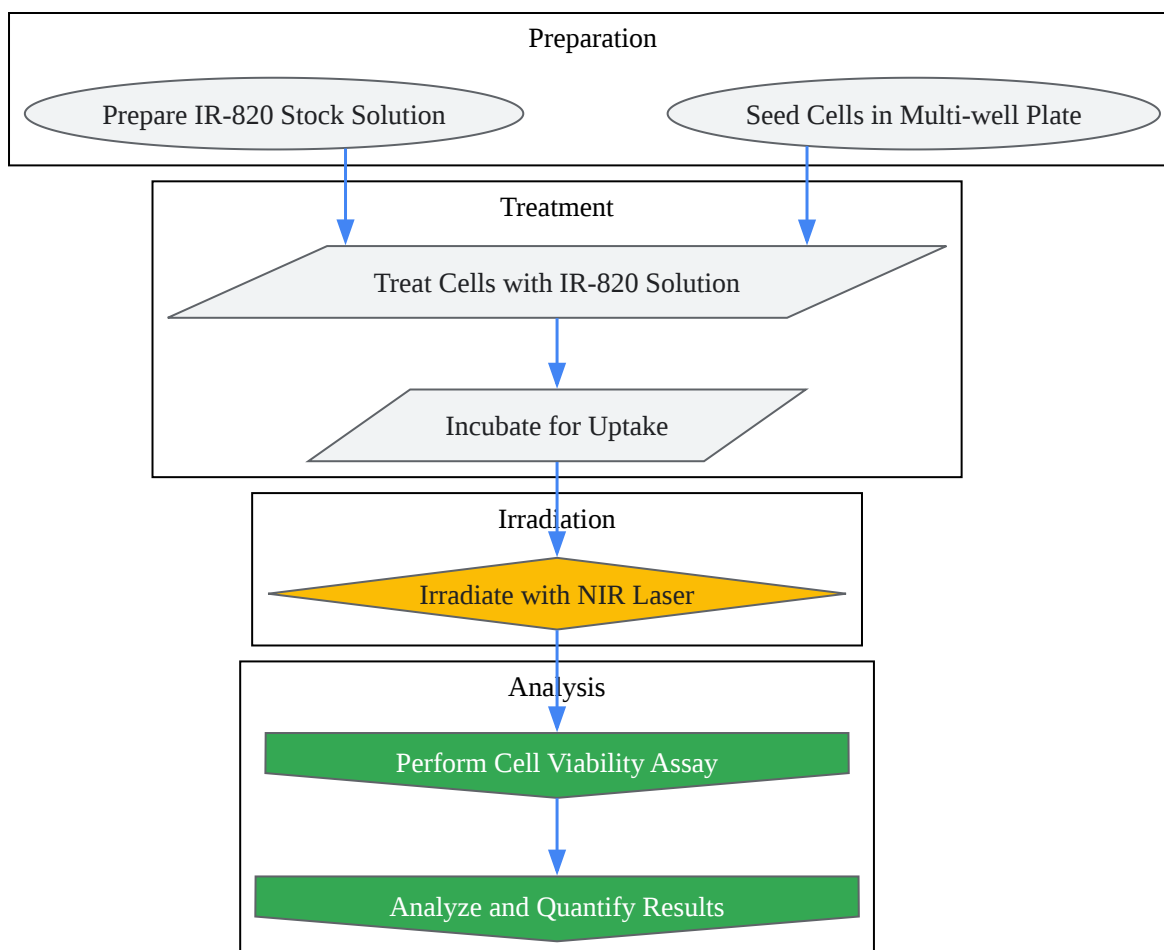 Preparation
Prepare IR-820 Stock Solution
Seed Cells in Multi-well Plate
Treatment
Treat Cells with IR-820 Solution
Incubate for Uptake
Irradiation
Irradiate with NIR Laser
Analysis
Perform Cell Viability Assay
Analyze and Quantify Results